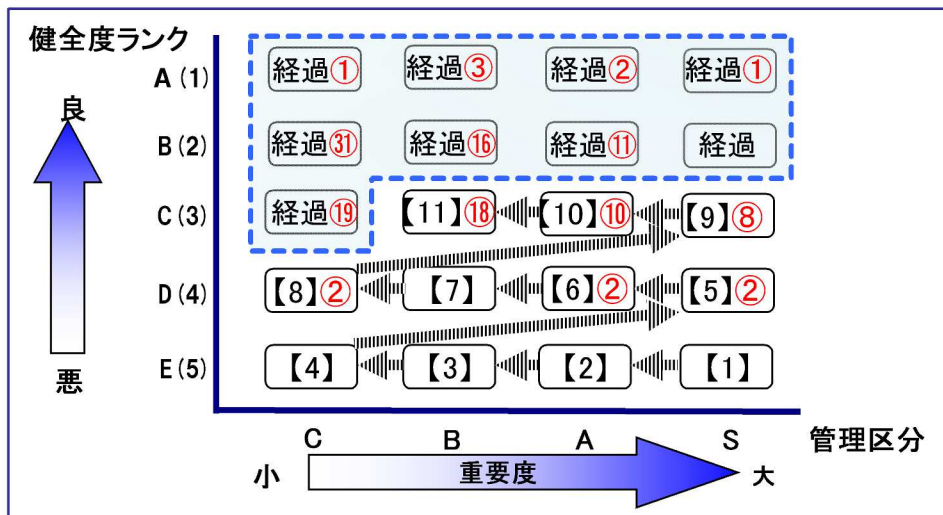 健全度ランク
A(1) 経過① 経過③ 経過② 経過①
良
B(2) 経過㉛ 経過⑯ 経過⑪ 経過
C(3) 経過⑲ 【11】⑱ 【10】⑩ 【9】⑧
D(4) 【8】② 【7】 【6】② 【5】②
E(5) 【4】 【3】 【2】 【1】
悪
C B A S 管理区分
小 重要度 大